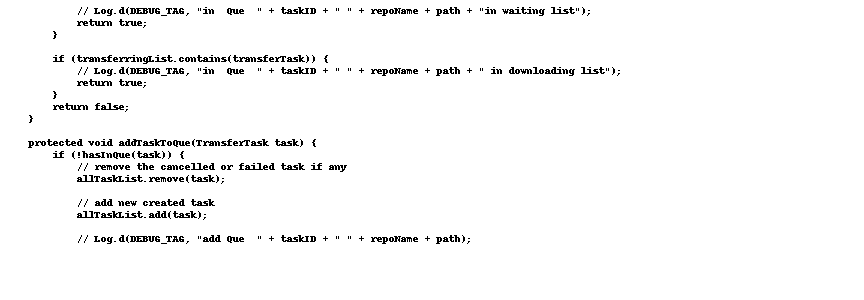 // Log.d(DEBUG_TAG, "in  Que  " + taskID + " " + repoName + path + "in waiting list");
return true;
}
if (transferringList.contains(transferTask)) {
// Log.d(DEBUG_TAG, "in  Que  " + taskID + " " + repoName + path + " in downloading list");
return true;
}
return false;
}
protected void addTaskToQue(TransferTask task) {
if (!hasInQue(task)) {
// remove the cancelled or failed task if any
allTaskList.remove(task);
// add new created task
allTaskList.add(task);
// Log.d(DEBUG_TAG, "add Que  " + taskID + " " + repoName + path);